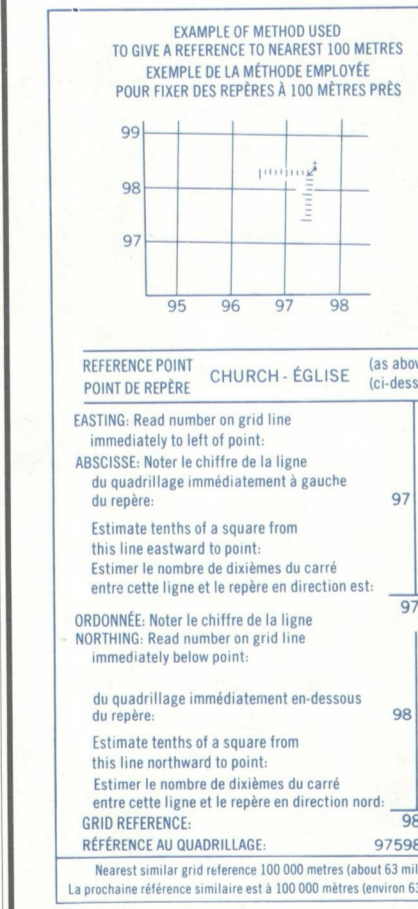 EXAMPLE OF METHOD USED
TO GIVE A REFERENCE TO NEAREST 100 METRES
EXEMPLE DE LA MÉTHODE EMPLOYÉE
POUR FIXER DES REPÈRES À 100 MÈTRES PRÈS
99
98
97
95 96 97 98
REFERENCE POINT
POINT DE REPÈRE
CHURCH - ÉGLISE
(as abov
(ci-dess
EASTING: Read number on grid line
immediately to left of point:
ABSCISSE: Noter le chiffre de la ligne
du quadrillage immédiatement à gauche
du repère: 97
Estimate tenths of a square from
this line eastward to point:
Estimer le nombre de dixièmes du carré
entre cette ligne et le repère en direction est:
97
ORDONNÉE: Noter le chiffre de la ligne
NORTHING: Read number on grid line
immediately below point:
du quadrillage immédiatement en-dessous
du repère: 98
Estimate tenths of a square from
this line northward to point:
Estimer le nombre de dixièmes du carré
entre cette ligne et le repère en direction nord:
GRID REFERENCE: 98
RÉFÉRENCE AU QUADRILLAGE: 97598
Nearest similar grid reference 100 000 metres (about 63 mil
La prochaine référence similaire est à 100 000 mètres (environ 63